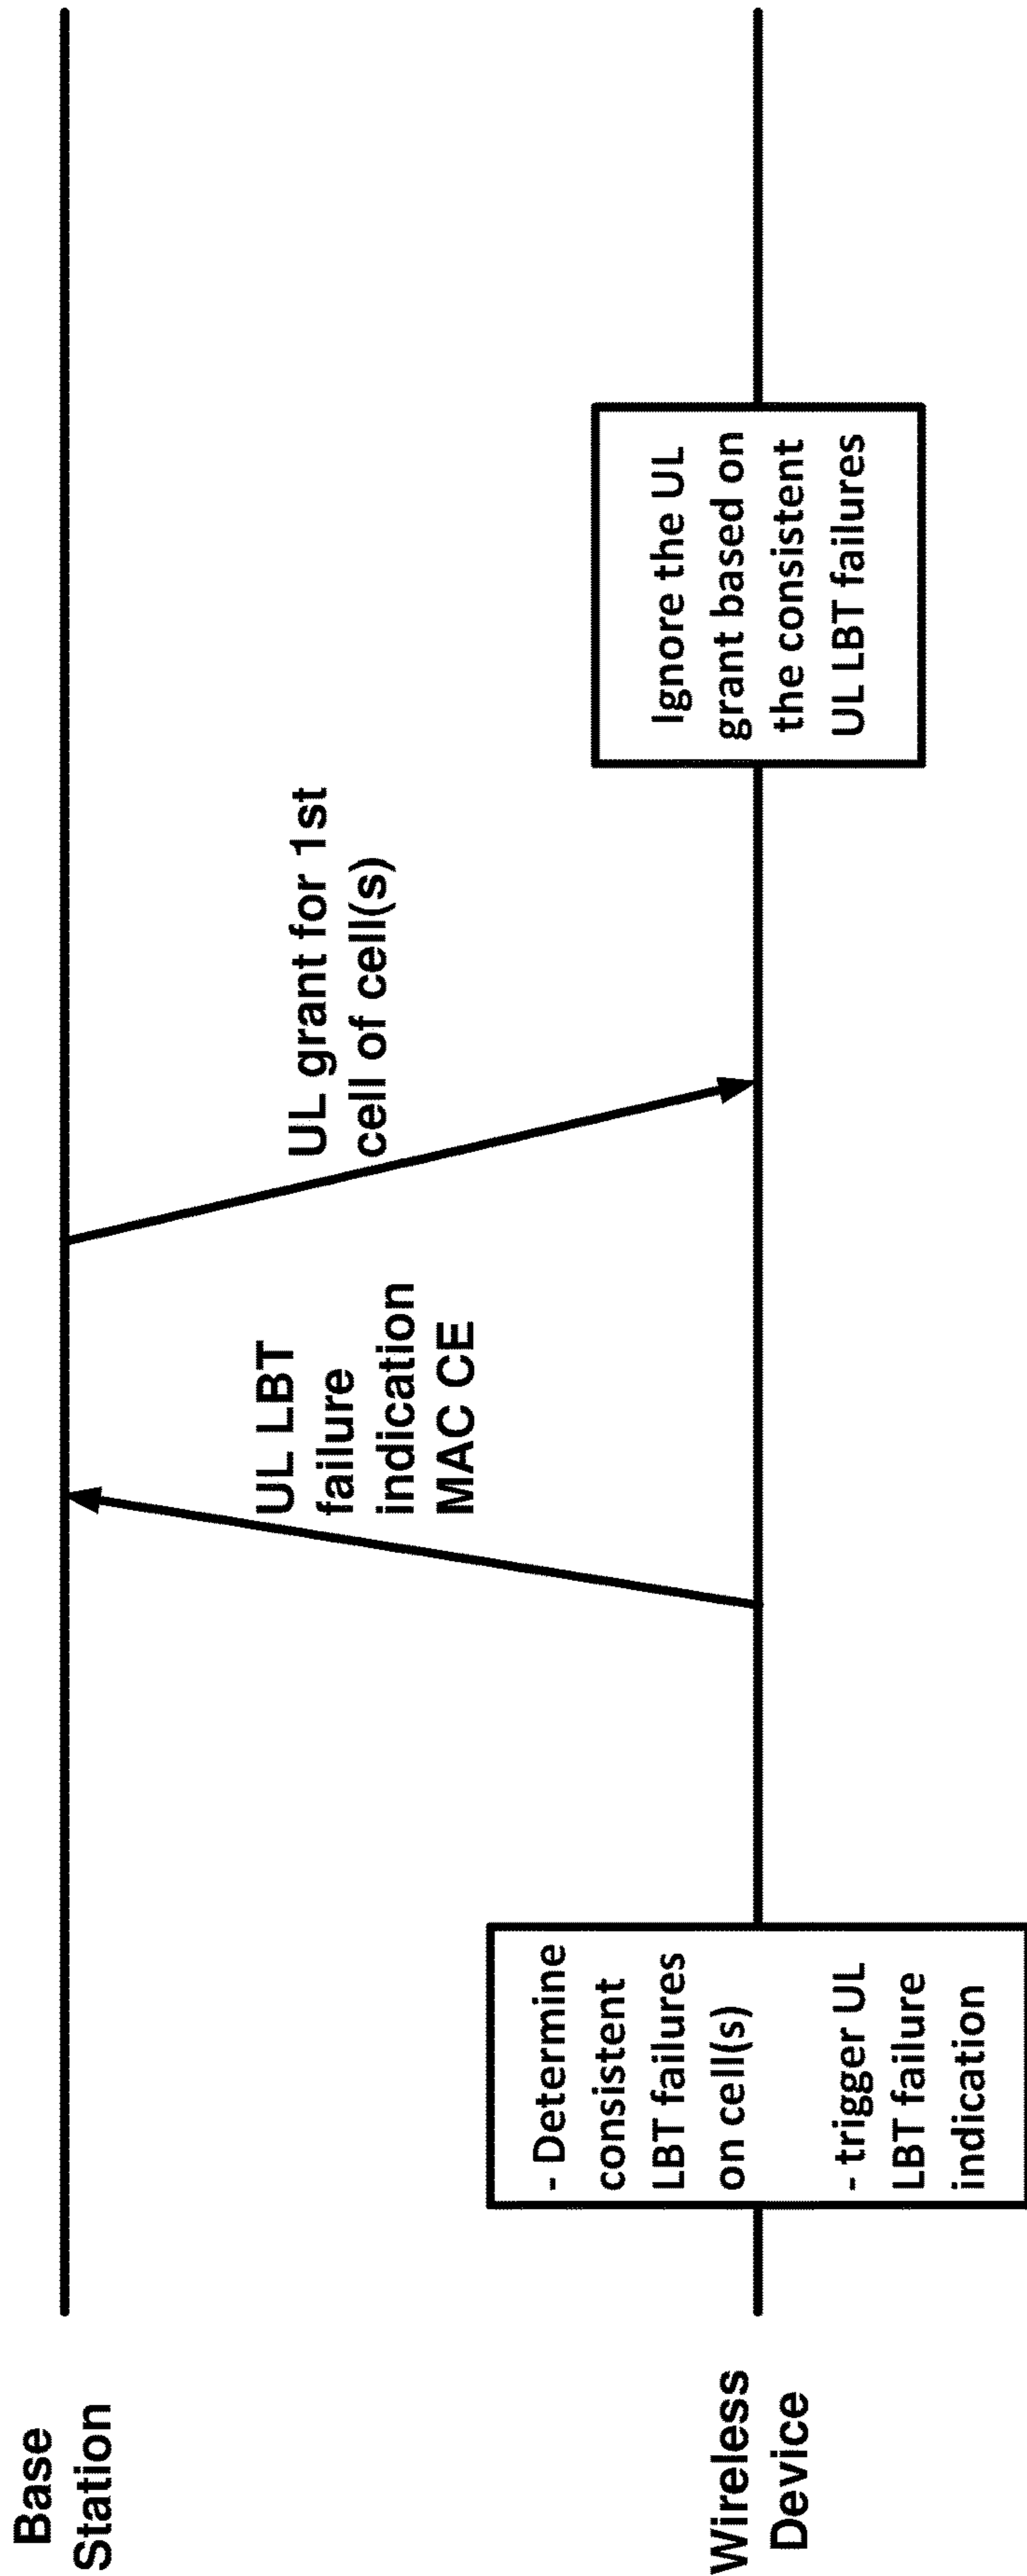 Base
Station
Wireless
Device
- Determine
consistent
LBT failures
on cell(s)
- trigger UL
LBT failure
indication
UL LBT
failure
indication
MAC CE
UL grant for 1st
cell of cell(s)
Ignore the UL
grant based on
the consistent
UL LBT failures